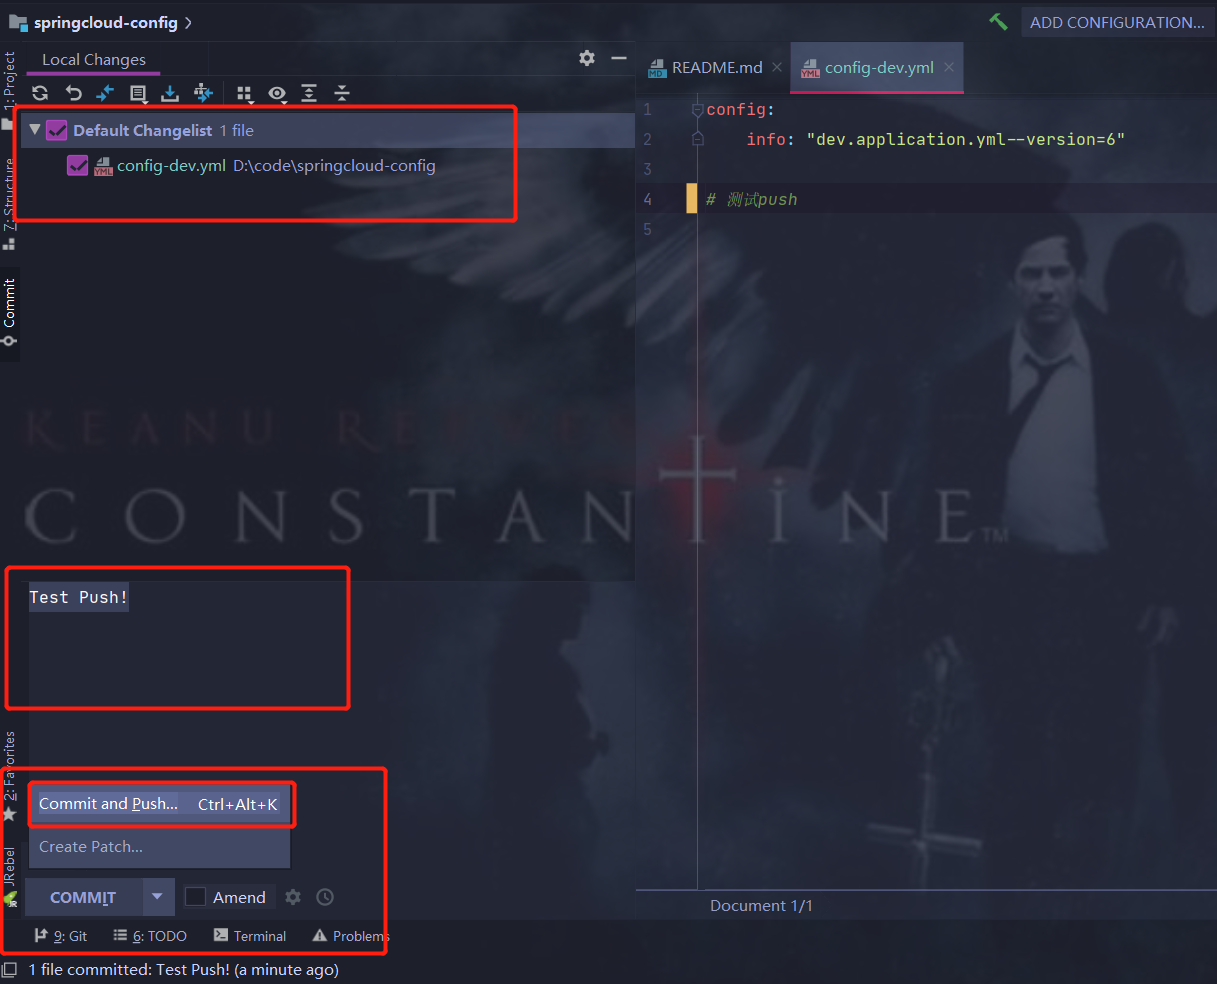 springcloud-config
ADD CONFIGURATION...
Local Changes
README.md
config-dev.yml
1: Project
7: Structure
Commit
2: Favorites
JRebel
Default Changelist 1 file
config-dev.yml D:\code\springcloud-config
1 config:
2 info: "dev.application.yml--version=6"
3
4 # 测试push
5
KEANU REEVES
CONSTANTINE™
Test Push!
Commit and Push... Ctrl+Alt+K
Create Patch...
COMMIT
Amend
Document 1/1
9: Git
6: TODO
Terminal
Problems
1 file committed: Test Push! (a minute ago)